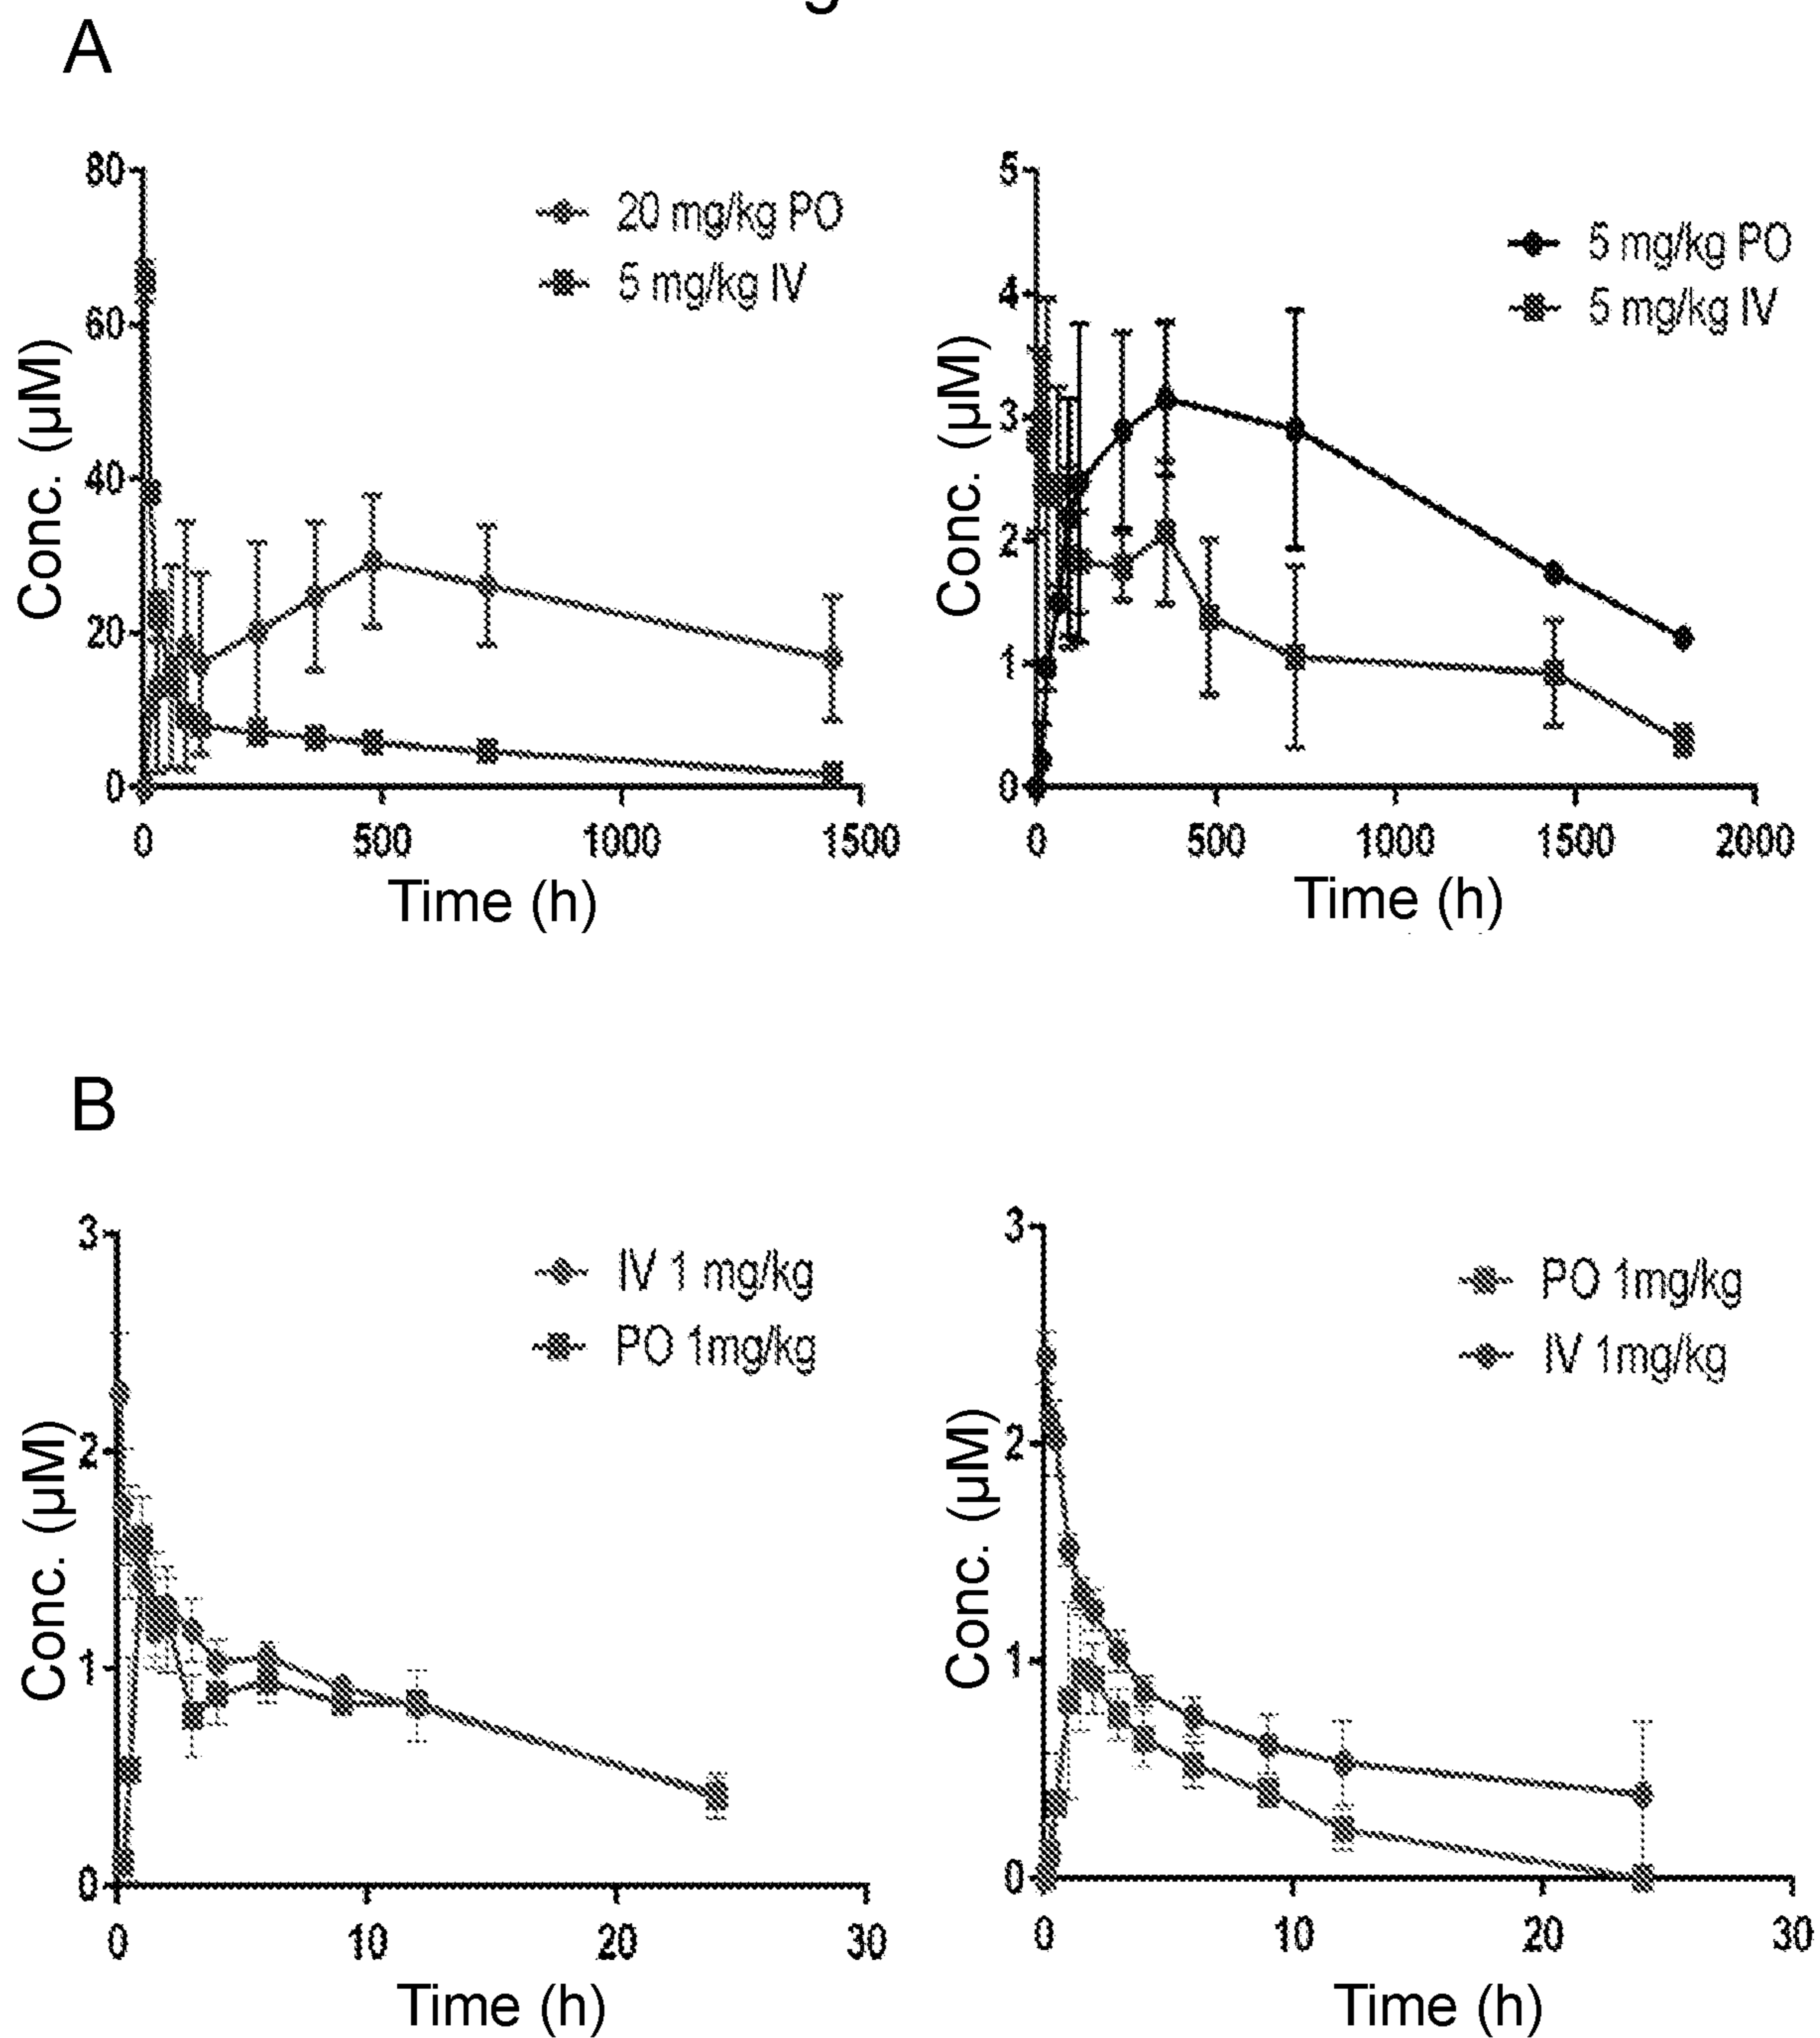 g
A
80
60
40
20
0
0 500 1000 1500
Conc. (µM)
Time (h)
20 mg/kg PO
5 mg/kg IV
5
4
3
2
1
0
0 500 1000 1500 2000
Conc. (µM)
Time (h)
5 mg/kg PO
5 mg/kg IV
B
3
2
1
0
0 10 20 30
Conc. (µM)
Time (h)
IV 1 mg/kg
PO 1mg/kg
3
2
1
0
0 10 20 30
Conc. (µM)
Time (h)
PO 1mg/kg
IV 1mg/kg